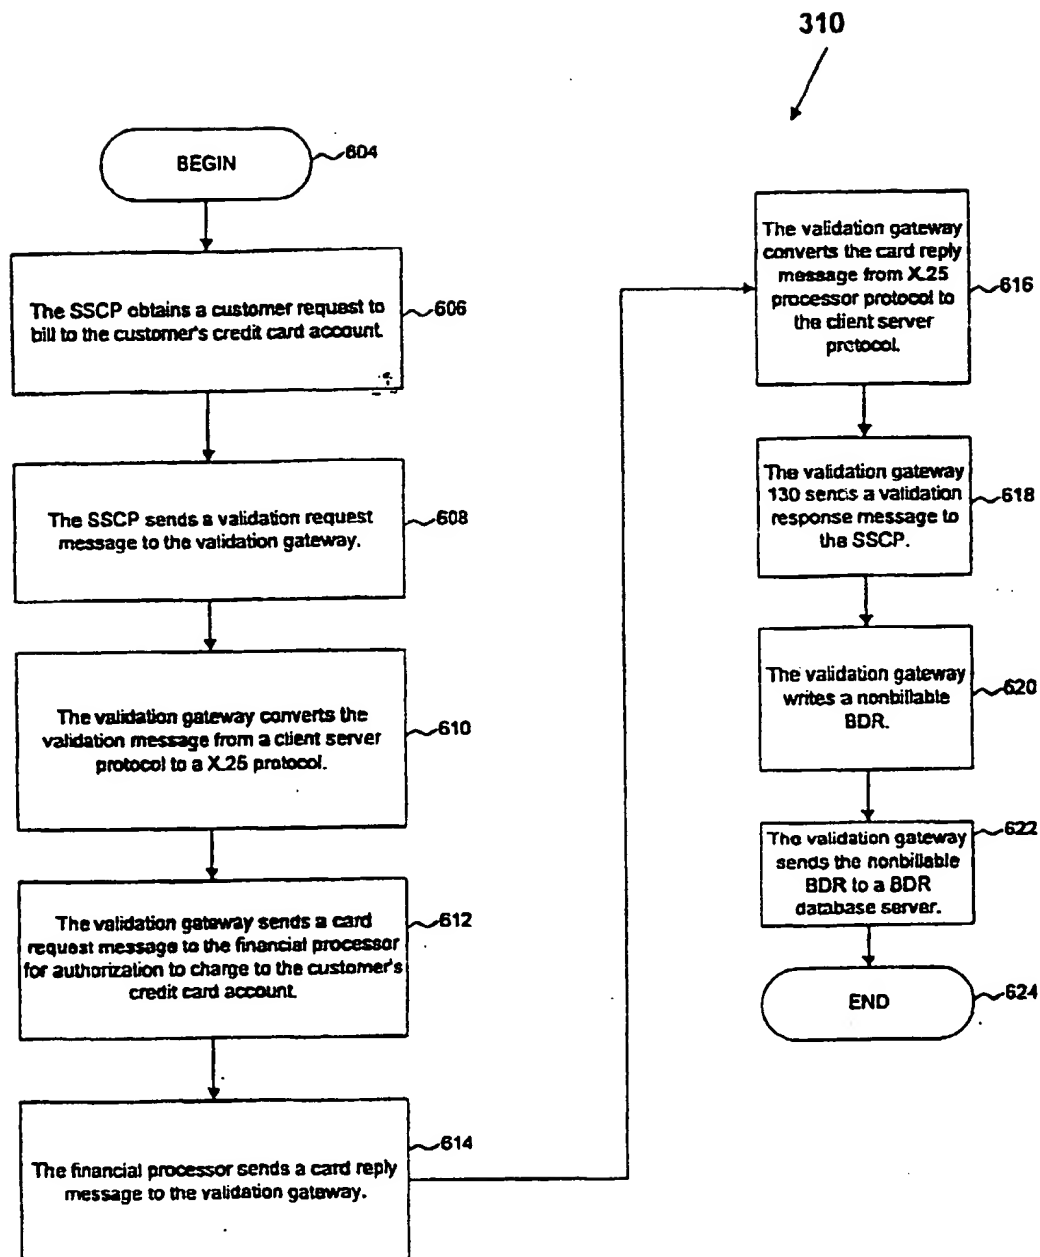 310
BEGIN
604
The SSCP obtains a customer request to
bill to the customer's credit card account.
606
The SSCP sends a validation request
message to the validation gateway.
608
The validation gateway converts the
validation message from a client server
protocol to a X.25 protocol.
610
The validation gateway sends a card
request message to the financial processor
for authorization to charge to the customer's
credit card account.
612
The financial processor sends a card reply
message to the validation gateway.
614
The validation gateway
converts the card reply
message from X.25
processor protocol to
the client server
protocol.
616
The validation gateway
130 sends a validation
response message to
the SSCP.
618
The validation gateway
writes a nonbillable
BDR.
620
The validation gateway
sends the nonbillable
BDR to a BDR
database server.
622
END
624